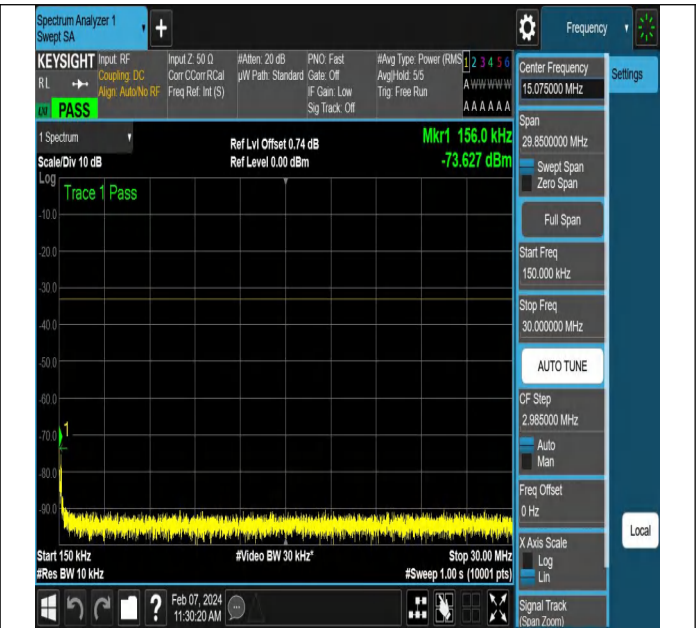 Spectrum Analyzer 1
Swept SA
+
Frequency
KEYSIGHT
RL
PASS
Input: RF
Coupling: DC
Align: Auto/No RF
Input Z: 50 Ω
Corr CCorr RCal
Freq Ref: Int (S)
#Atten: 20 dB
µW Path: Standard
PNO: Fast
Gate: Off
IF Gain: Low
Sig Track: Off
#Avg Type: Power (RMS
Avg|Hold: 5/5
Trig: Free Run
1 2 3 4 5 6
A W W W W W
A A A A A A
1 Spectrum
Scale/Div 10 dB
Ref Lvl Offset 0.74 dB
Ref Level 0.00 dBm
Mkr1 156.0 kHz
-73.627 dBm
Log
Trace 1 Pass
-10.0
-20.0
-30.0
-40.0
-50.0
-60.0
-70.0
-80.0
-90.0
1
Start 150 kHz
#Res BW 10 kHz
#Video BW 30 kHz*
Stop 30.00 MHz
#Sweep 1.00 s (10001 pts)
?
Feb 07, 2024
11:30:20 AM
Center Frequency
15.075000 MHz
Span
29.8500000 MHz
Swept Span
Zero Span
Full Span
Start Freq
150.000 kHz
Stop Freq
30.000000 MHz
AUTO TUNE
CF Step
2.985000 MHz
Auto
Man
Freq Offset
0 Hz
X Axis Scale
Log
Lin
Signal Track
(Span Zoom)
Settings
Local